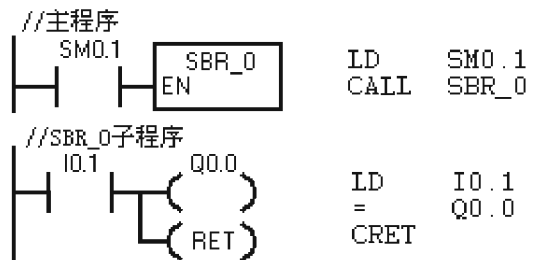 //主程序
SM0.1
SBR_0
EN
LD SM0.1
CALL SBR_0
//SBR_0子程序
I0.1
Q0.0
RET
LD I0.1
= Q0.0
CRET